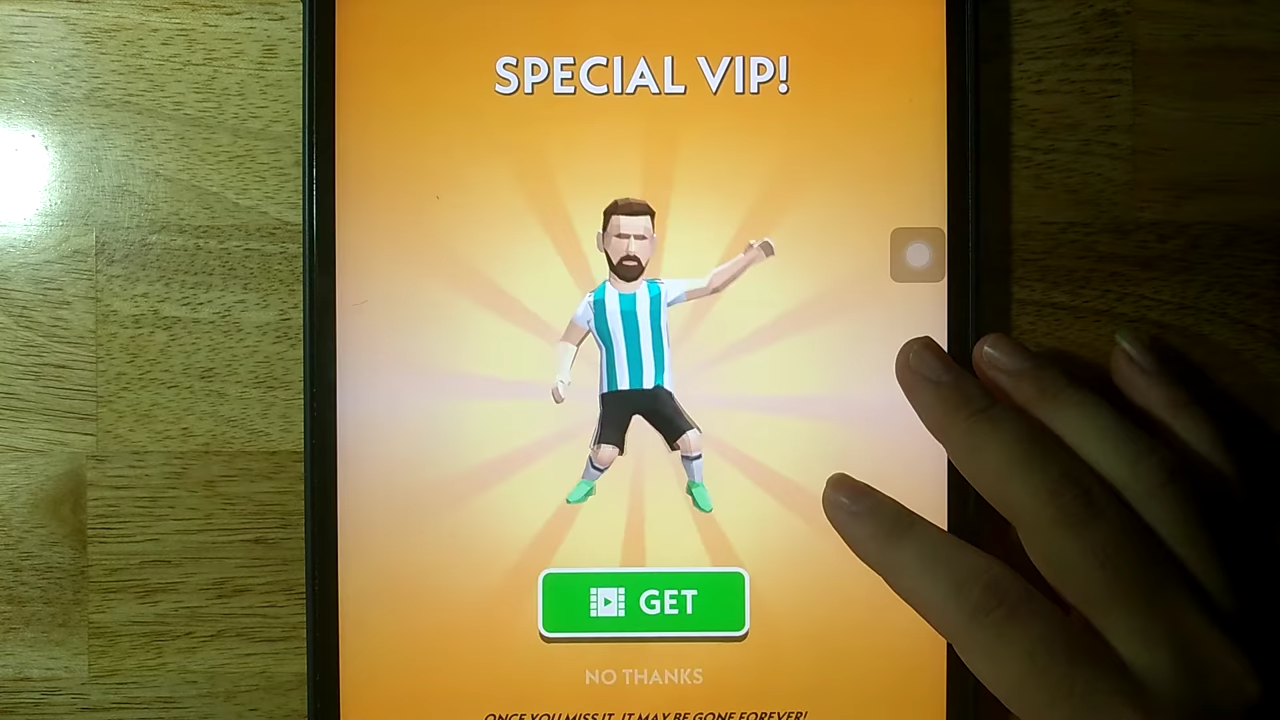 SPECIAL VIP!
GET
NO THANKS
ONCE YOU MISS IT, IT MAY BE GONE FOREVER!